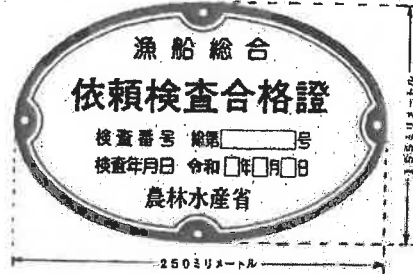 漁船総合
依頼検査合格證
検査番号 総第 号
検査年月日 令和 年 月 日
農林水産省
250ミリメートル
155ミリメートル